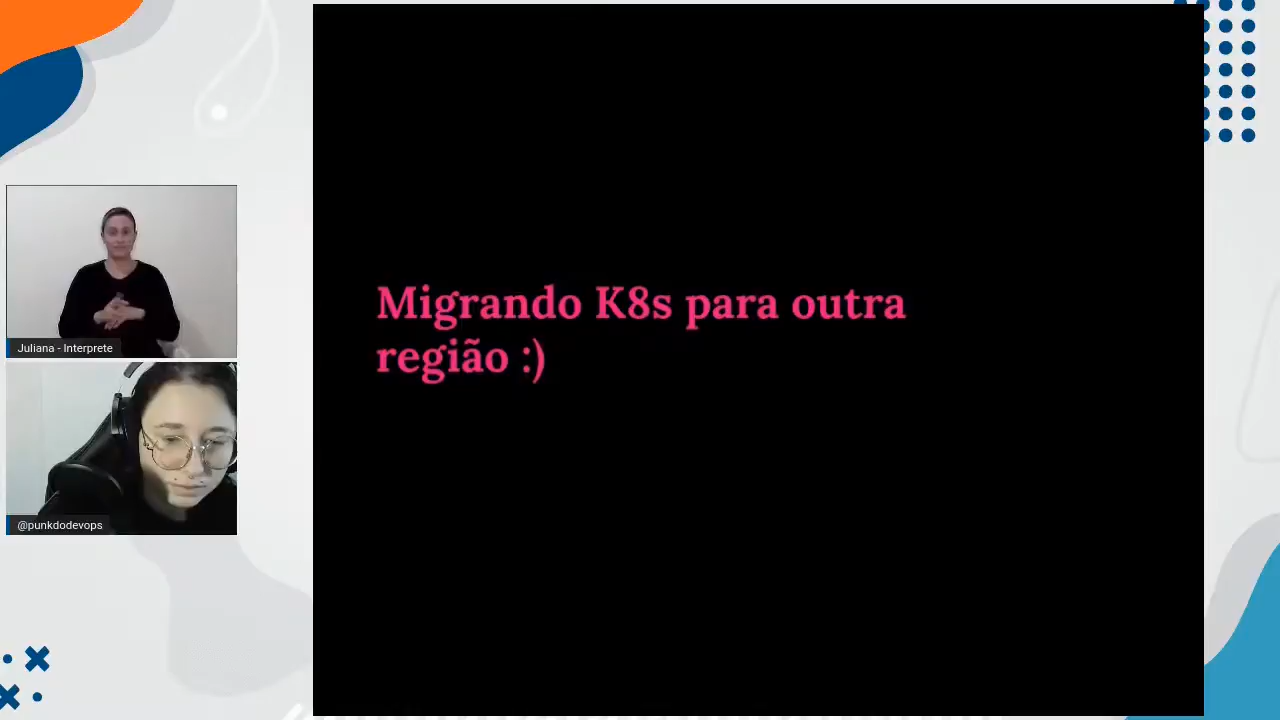 Migrando K8s para outra
região :)
Juliana - Interprete
@punkdodevops